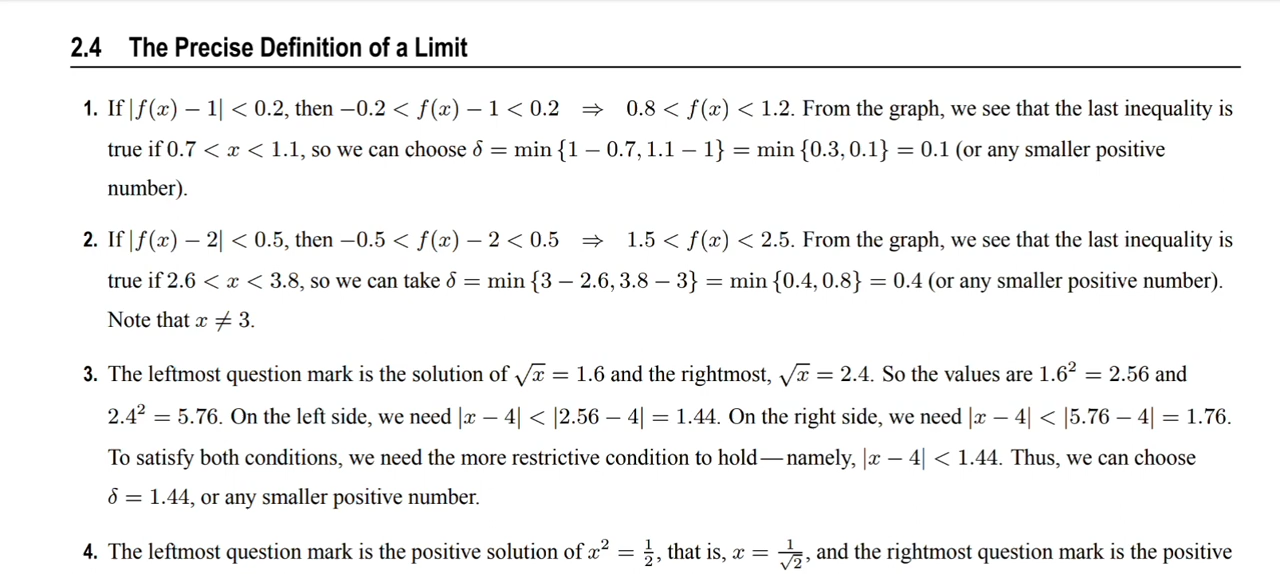 2.4 The Precise Definition of a Limit
1. If |f(x) − 1| < 0.2, then −0.2 < f(x) − 1 < 0.2 ⇒ 0.8 < f(x) < 1.2. From the graph, we see that the last inequality is
true if 0.7 < x < 1.1, so we can choose δ = min {1 − 0.7, 1.1 − 1} = min {0.3, 0.1} = 0.1 (or any smaller positive
number).
2. If |f(x) − 2| < 0.5, then −0.5 < f(x) − 2 < 0.5 ⇒ 1.5 < f(x) < 2.5. From the graph, we see that the last inequality is
true if 2.6 < x < 3.8, so we can take δ = min {3 − 2.6, 3.8 − 3} = min {0.4, 0.8} = 0.4 (or any smaller positive number).
Note that x ≠ 3.
3. The leftmost question mark is the solution of √x = 1.6 and the rightmost, √x = 2.4. So the values are 1.6² = 2.56 and
2.4² = 5.76. On the left side, we need |x − 4| < |2.56 − 4| = 1.44. On the right side, we need |x − 4| < |5.76 − 4| = 1.76.
To satisfy both conditions, we need the more restrictive condition to hold—namely, |x − 4| < 1.44. Thus, we can choose
δ = 1.44, or any smaller positive number.
4. The leftmost question mark is the positive solution of x² = 1/2, that is, x = 1/√2, and the rightmost question mark is the positive